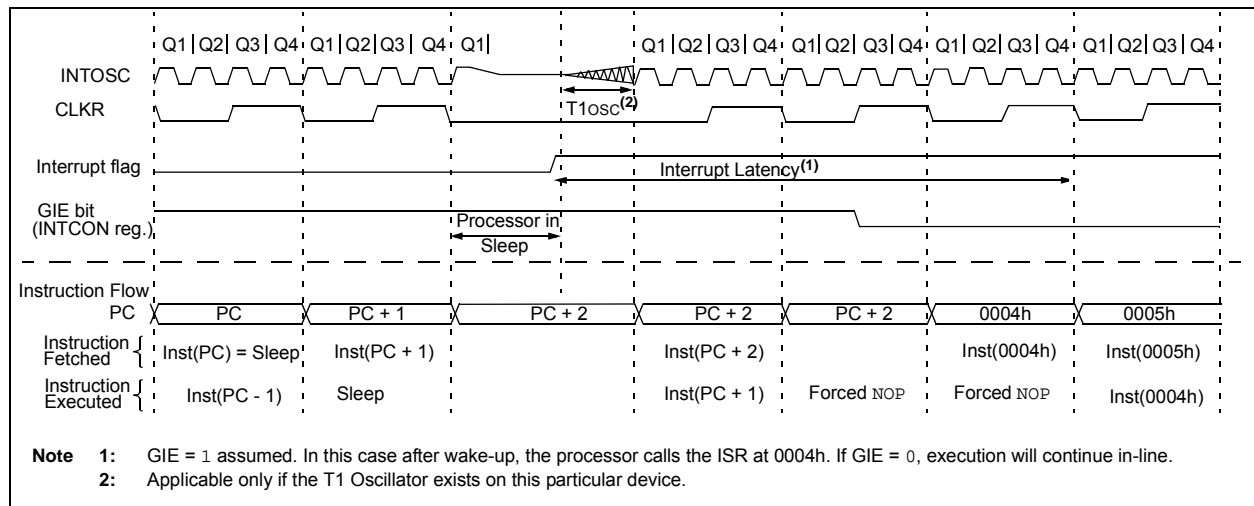 Q1 | Q2 | Q3 | Q4 Q1 | Q2 | Q3 | Q4 Q1 | Q1 | Q2 | Q3 | Q4 Q1 | Q2 | Q3 | Q4 Q1 | Q2 | Q3 | Q4 Q1 | Q2 | Q3 | Q4
INTOSC
CLKR
T1OSC(2)
Interrupt flag
Interrupt Latency(1)
GIE bit
(INTCON reg.)
Processor in
Sleep
Instruction Flow
PC PC PC + 1 PC + 2 PC + 2 PC + 2 0004h 0005h
Instruction
Fetched { Inst(PC) = Sleep Inst(PC + 1) Inst(PC + 2) Inst(0004h) Inst(0005h)
Instruction
Executed { Inst(PC - 1) Sleep Inst(PC + 1) Forced NOP Forced NOP Inst(0004h)
Note 1: GIE = 1 assumed. In this case after wake-up, the processor calls the ISR at 0004h. If GIE = 0, execution will continue in-line.
2: Applicable only if the T1 Oscillator exists on this particular device.